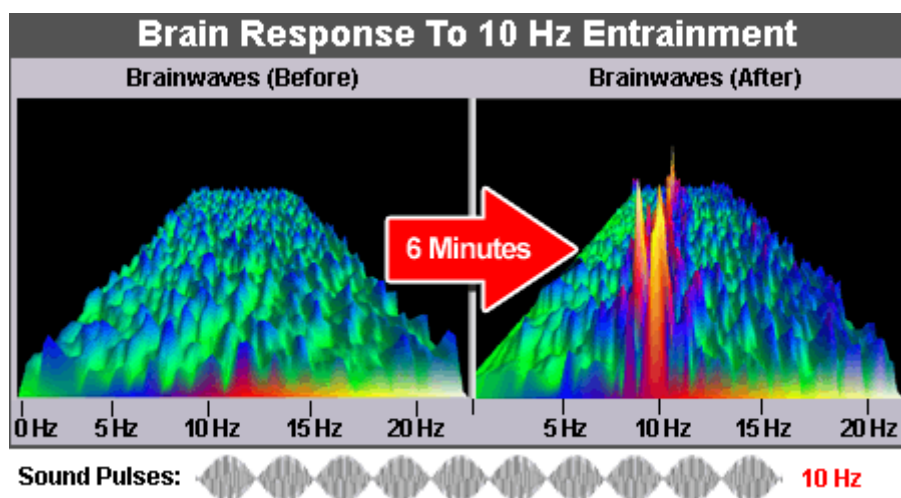 Brain Response To 10 Hz Entrainment
Brainwaves (Before)
Brainwaves (After)
6 Minutes
0 Hz 5 Hz 10 Hz 15 Hz 20 Hz
5 Hz 10 Hz 15 Hz 20 Hz
Sound Pulses: 10 Hz